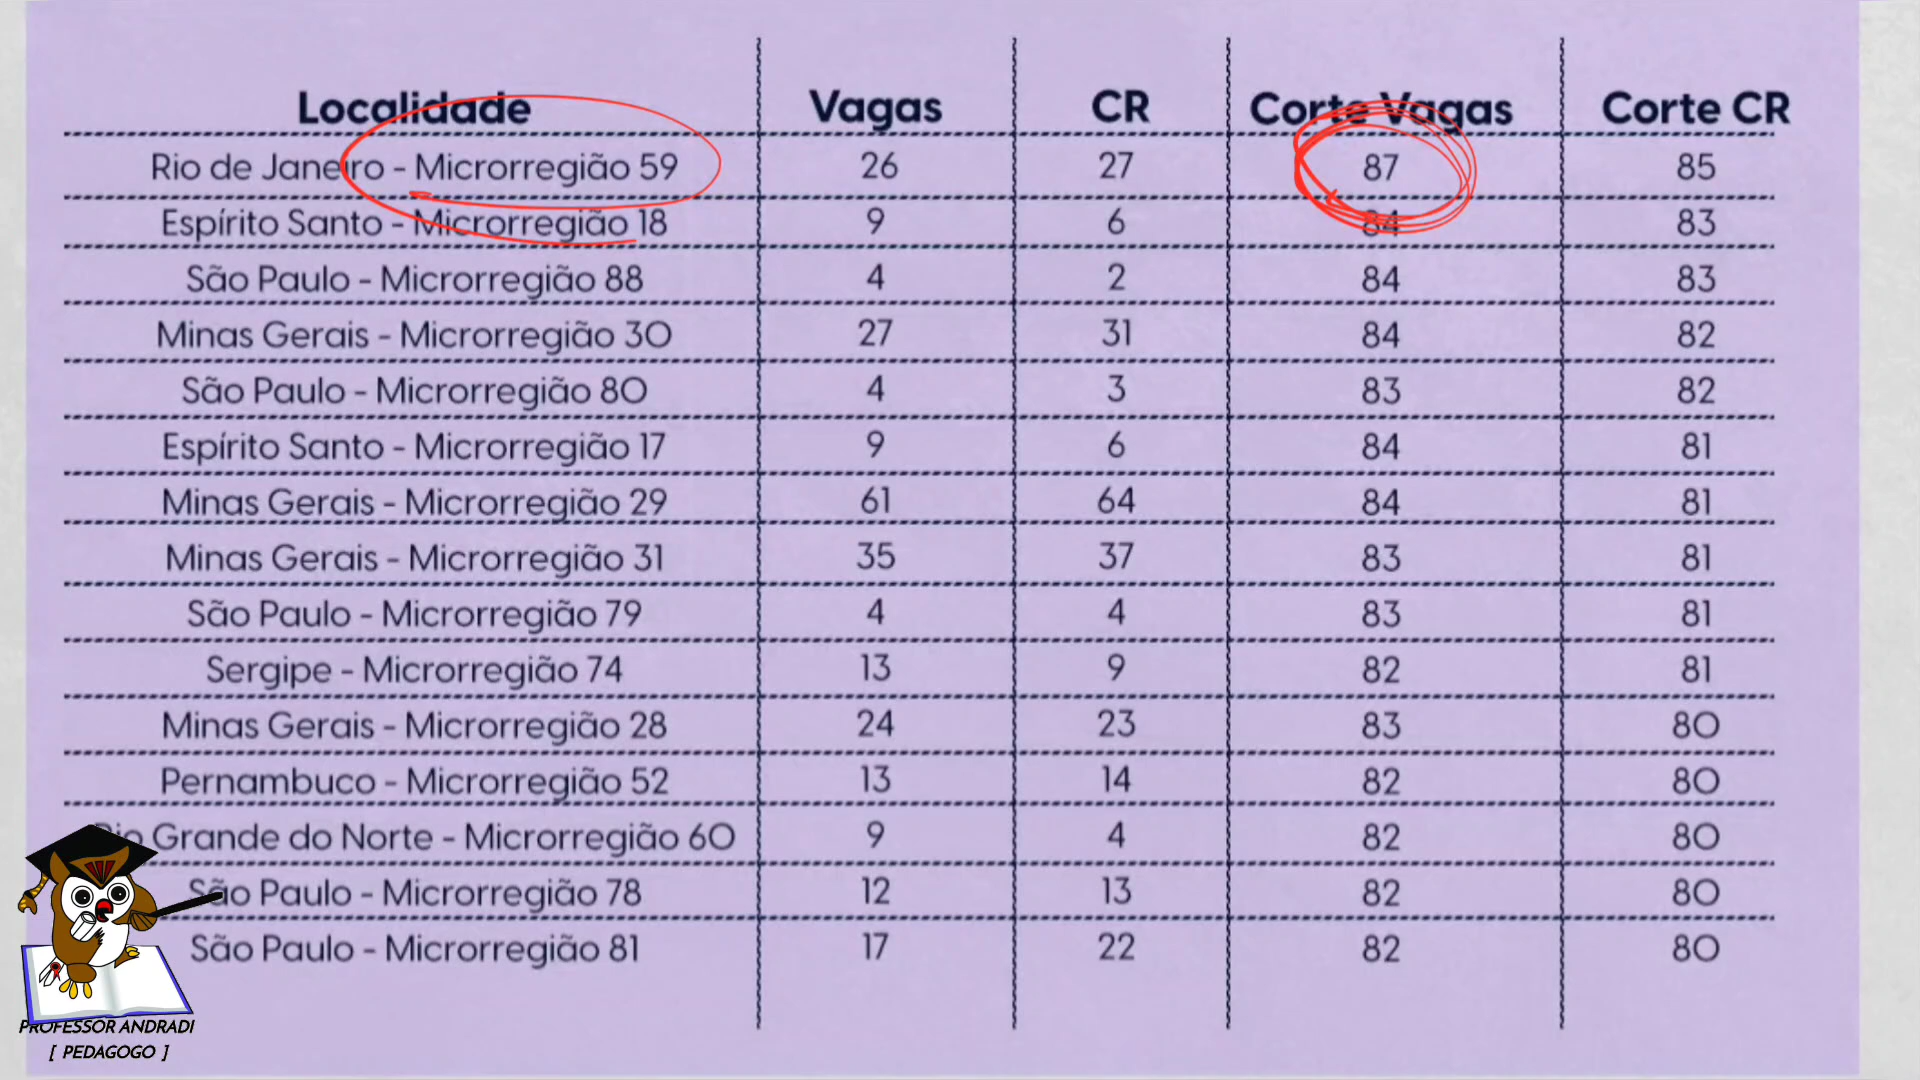 Localidade Vagas CR Corte Vagas Corte CR
Rio de Janeiro - Microrregião 59 26 27 87 85
Espírito Santo - Microrregião 18 9 6 84 83
São Paulo - Microrregião 88 4 2 84 83
Minas Gerais - Microrregião 30 27 31 84 82
São Paulo - Microrregião 80 4 3 83 82
Espírito Santo - Microrregião 17 9 6 84 81
Minas Gerais - Microrregião 29 61 64 84 81
Minas Gerais - Microrregião 31 35 37 83 81
São Paulo - Microrregião 79 4 4 83 81
Sergipe - Microrregião 74 13 9 82 81
Minas Gerais - Microrregião 28 24 23 83 80
Pernambuco - Microrregião 52 13 14 82 80
Rio Grande do Norte - Microrregião 60 9 4 82 80
São Paulo - Microrregião 78 12 13 82 80
São Paulo - Microrregião 81 17 22 82 80
PROFESSOR ANDRADI
[ PEDAGOGO ]